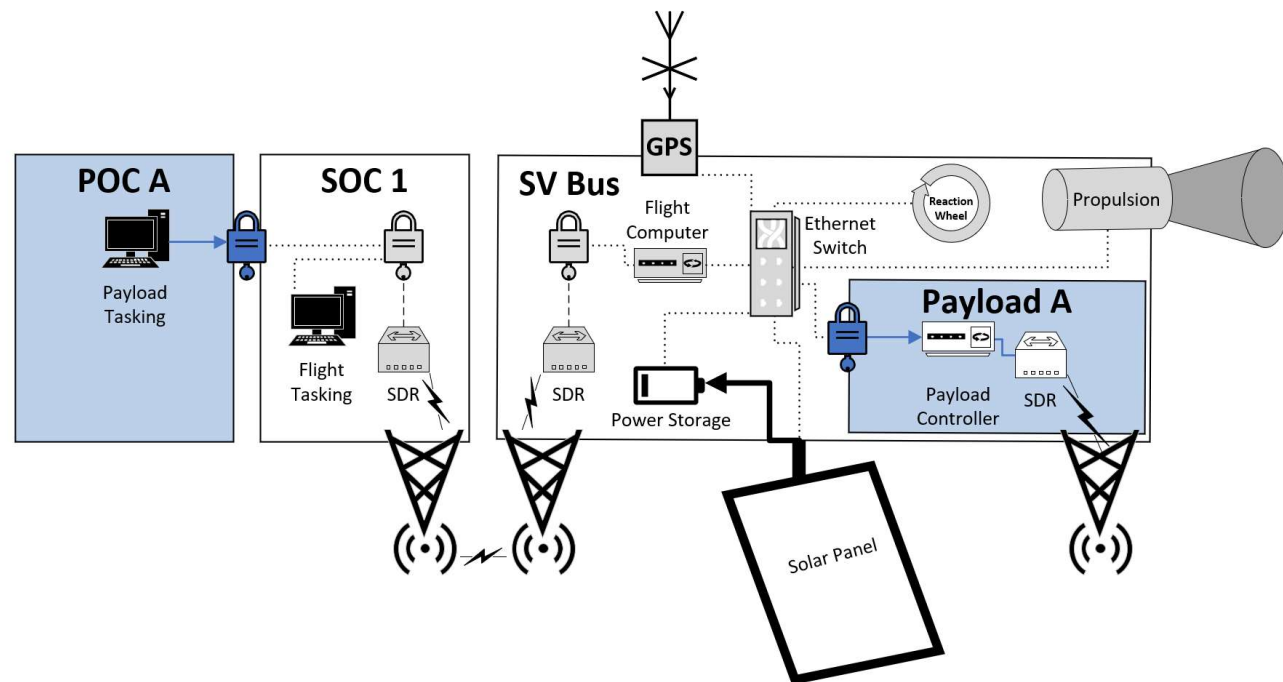 GPS
POC A
SOC 1
SV Bus
Flight
Computer
Ethernet
Switch
Reaction
Wheel
Propulsion
Payload
Tasking
Flight
Tasking
SDR
SDR
Power Storage
Payload A
Payload
Controller
SDR
Solar Panel